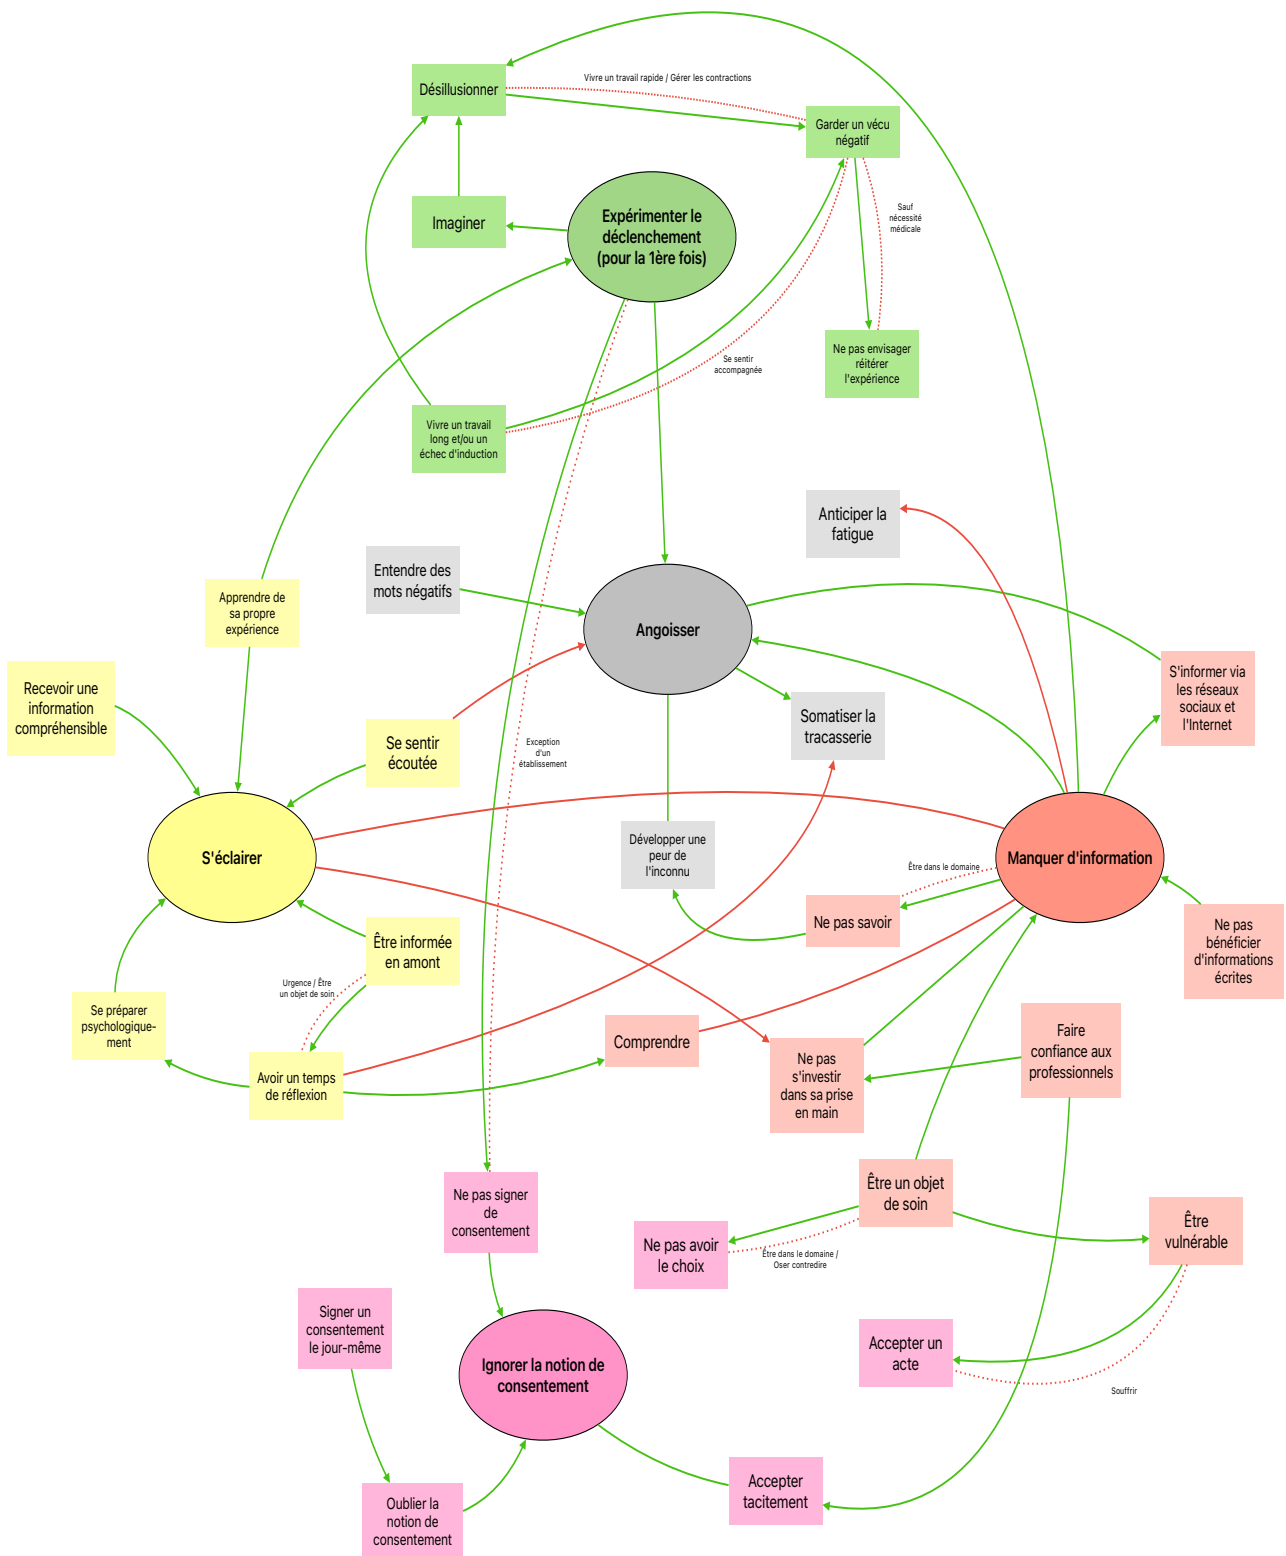 Vivre un travail rapide / Gérer les contractions
Désillusionner
Garder un vécu
négatif
Imaginer
Expérimenter le
déclenchement
(pour la 1ère fois)
Sauf
nécessité
médicale
Ne pas envisager
réitérer
l'expérience
Se sentir
accompagnée
Vivre un travail
long et/ou un
échec d'induction
Anticiper la
fatigue
Entendre des
mots négatifs
Apprendre de
sa propre
expérience
Angoisser
S'informer via
les réseaux
sociaux et
l'Internet
Recevoir une
information
compréhensible
Se sentir
écoutée
Exception
d'un
établissement
Somatiser la
tracasserie
S'éclairer
Développer une
peur de
l'inconnu
Manquer d'information
Être dans le domaine
Ne pas savoir
Ne pas
bénéficier
d'informations
écrites
Être informée
en amont
Urgence / Être
un objet de soin
Se préparer
psychologique-
ment
Avoir un temps
de réflexion
Comprendre
Ne pas
s'investir
dans sa prise
en main
Faire
confiance aux
professionnels
Ne pas signer
de
consentement
Être un objet
de soin
Ne pas avoir
le choix
Être dans le domaine /
Oser contredire
Être
vulnérable
Signer un
consentement
le jour-même
Ignorer la notion de
consentement
Accepter un
acte
Souffrir
Accepter
tacitement
Oublier la
notion de
consentement